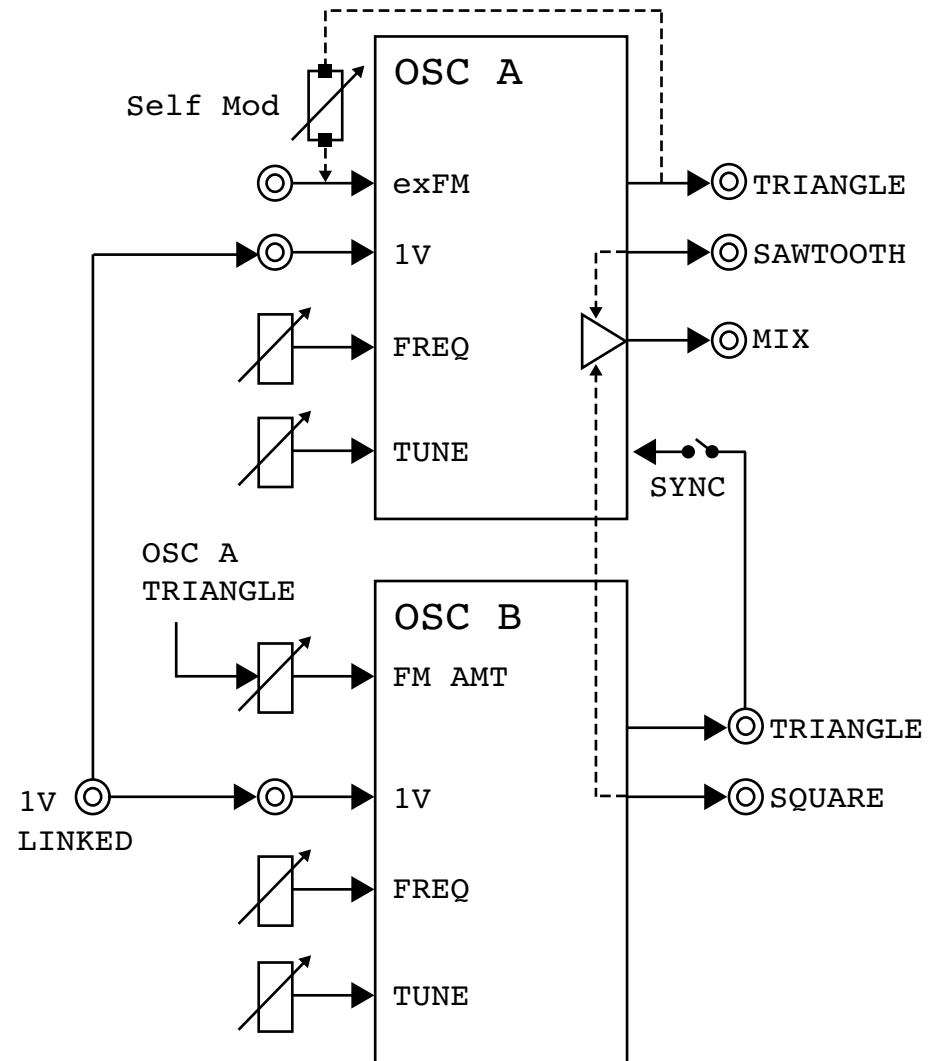 OSC A
Self Mod
exFM
TRIANGLE
1V
SAWTOOTH
FREQ
MIX
TUNE
SYNC
OSC A
TRIANGLE
OSC B
FM AMT
TRIANGLE
1V
LINKED
1V
SQUARE
FREQ
TUNE